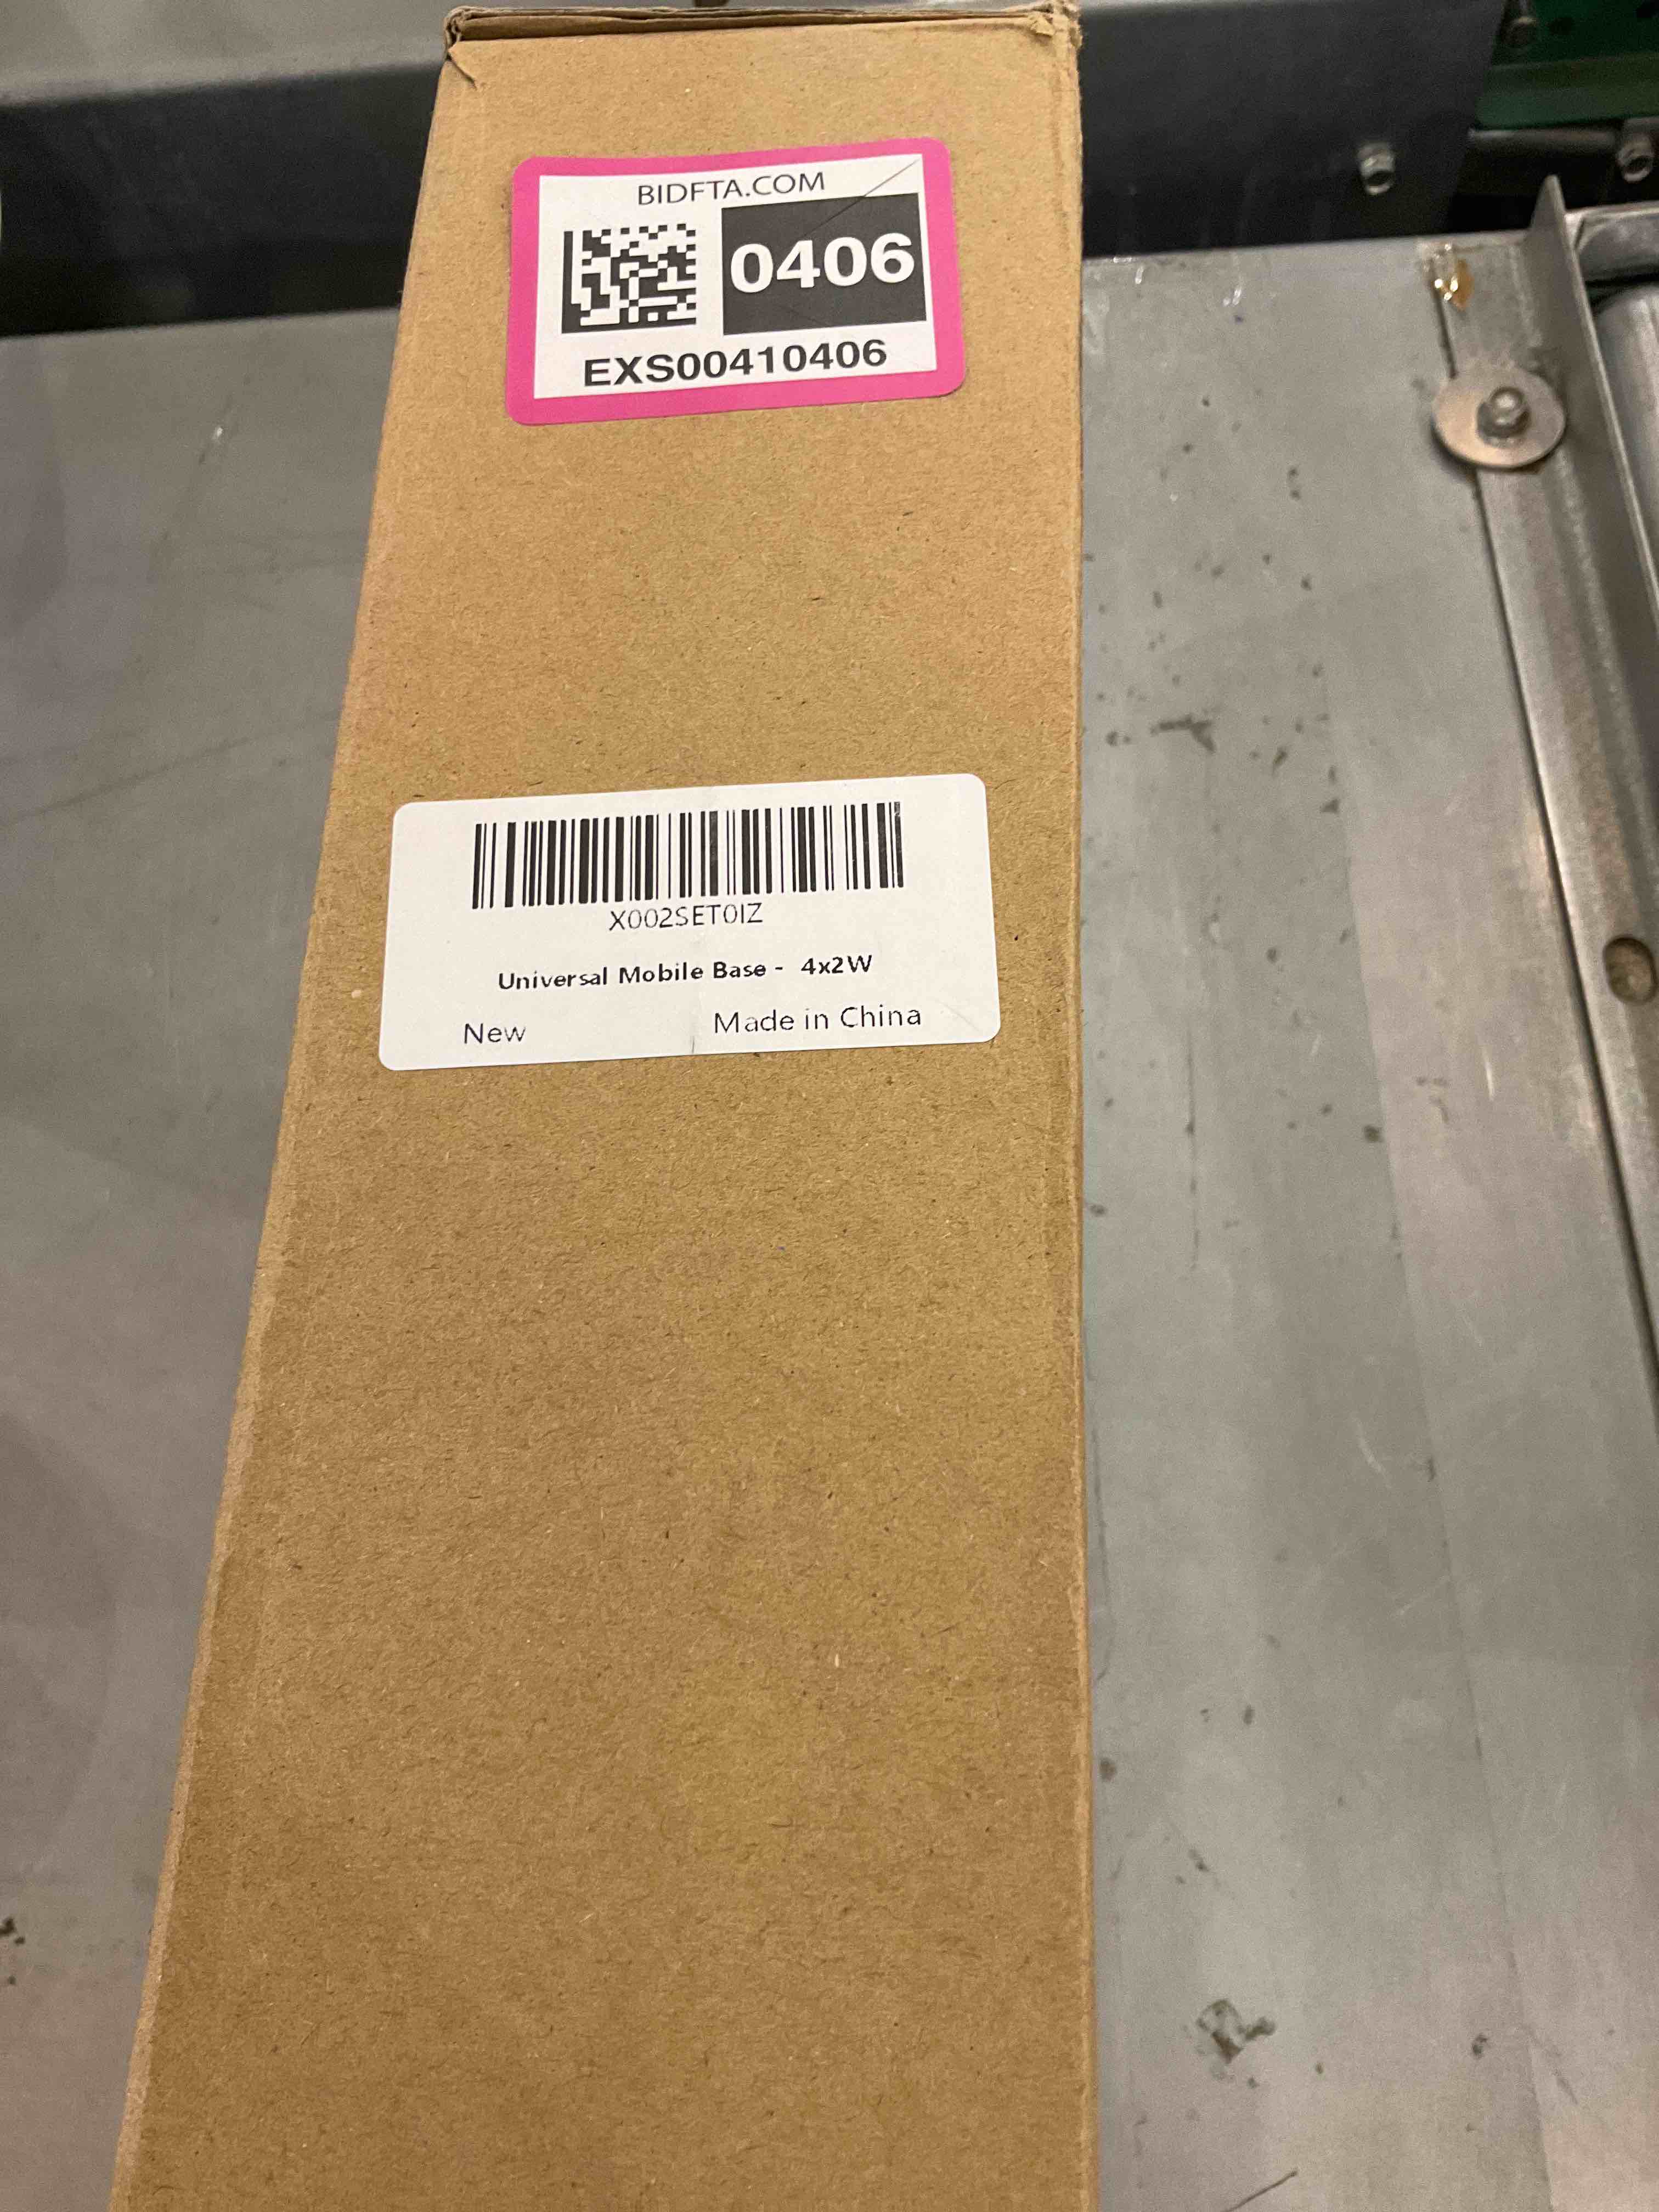 BIDFTA.COM
0406
EXS00410406
X002SET0IZ
Universal Mobile Base - 4x2W
New
Made in China